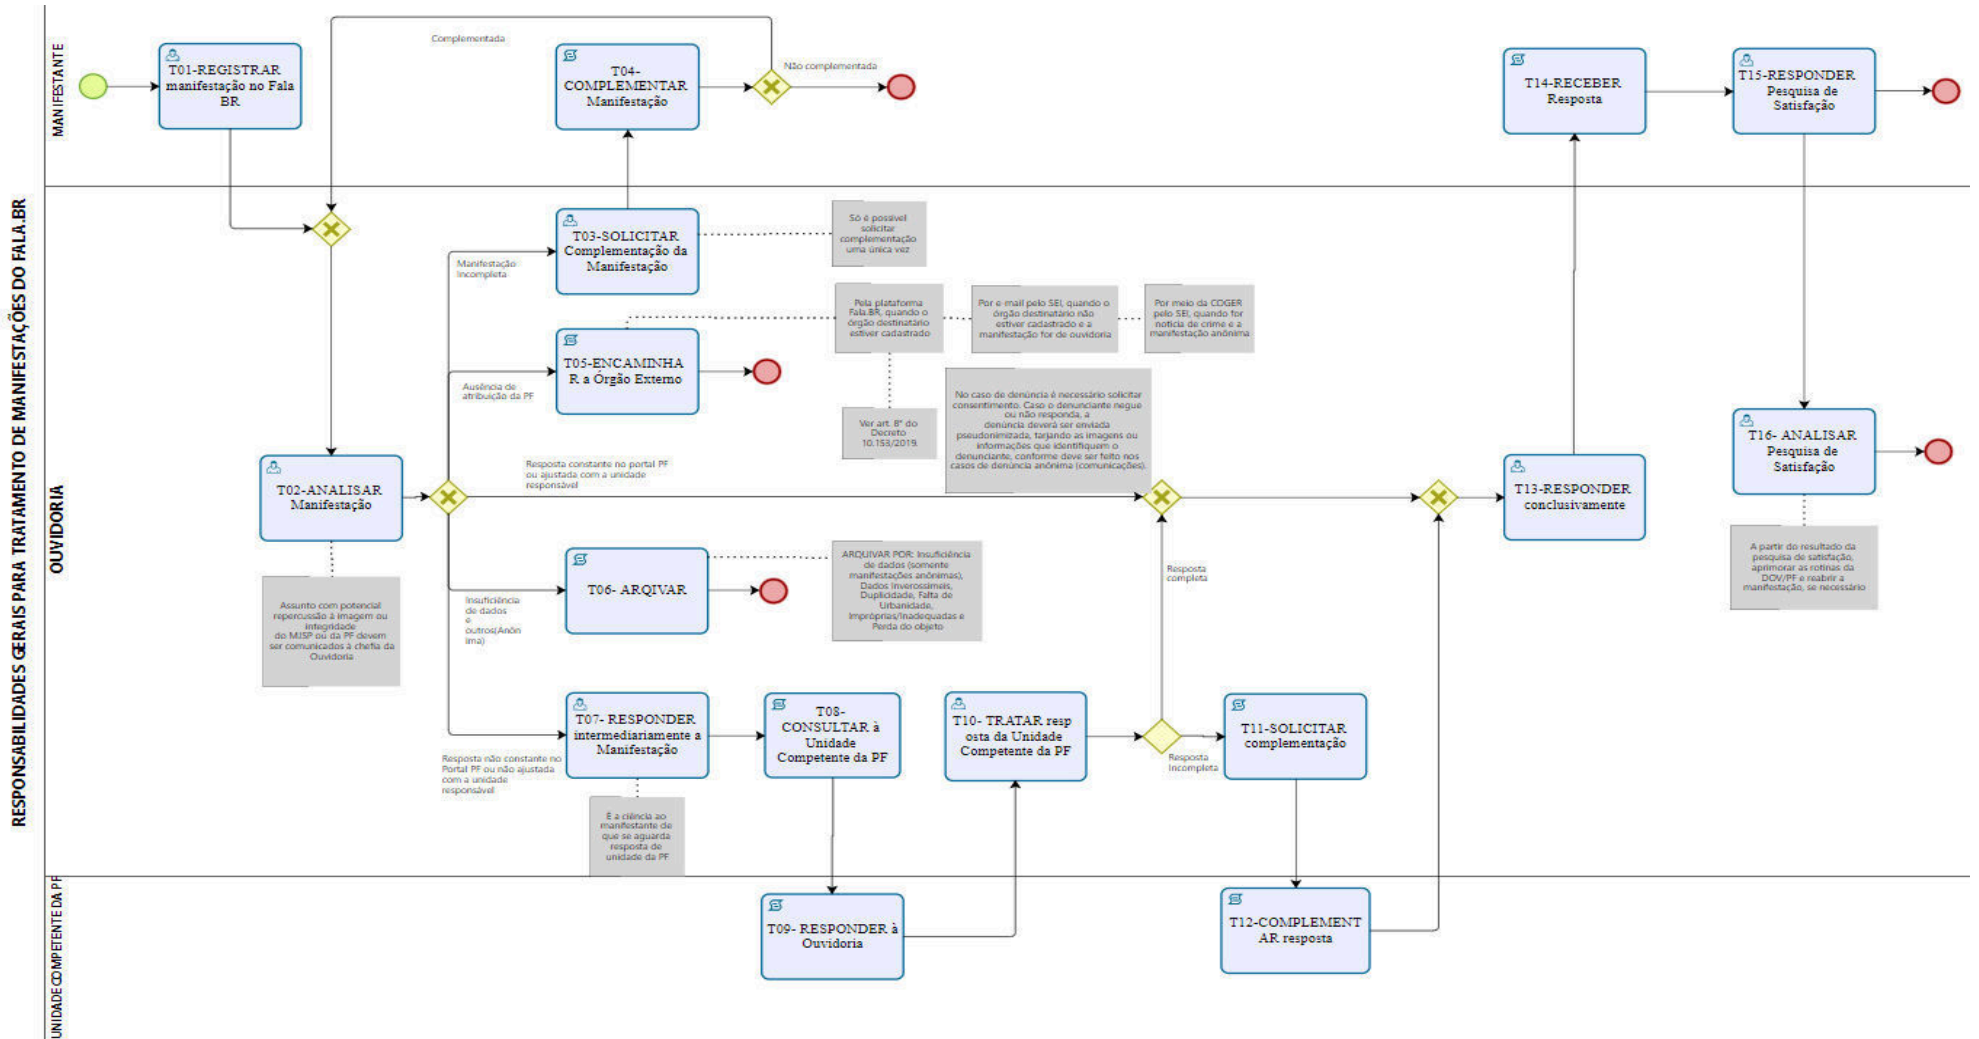 RESPONSABILIDADES GERAIS PARA TRATAMENTO DE MANIFESTAÇÕES DO FALA.BR
MANIFESTANTE
T01-REGISTRAR
manifestação no Fala
BR
Complementada
T04-
COMPLEMENTAR
Manifestação
Não complementada
T14-RECEBER
Resposta
T15-RESPONDER
Pesquisa de
Satisfação
OUVIDORIA
T03-SOLICITAR
Complementação da
Manifestação
Manifestação
Incompleta
Só é possível
solicitar
complementação
uma única vez
T05-ENCAMINHA
R a Órgão Externo
Ausência de
atribuição da PF
Pela plataforma
Fala.BR, quando o
órgão destinatário
estiver cadastrado
Por e-mail pelo SEI, quando o
órgão destinatário não
estiver cadastrado e a
manifestação for de ouvidoria
Por meio da COGER
pelo SEI, quando for
notícia de crime e a
manifestação anônima
Ver art. 8º do
Decreto
10.153/2019.
No caso de denúncia é necessário solicitar
consentimento. Caso o denunciante negue
ou não responda, a
denúncia deverá ser enviada
pseudonimizada, tarjando as imagens ou
informações que identifiquem o
denunciante, conforme deve ser feito nos
casos de denúncia anônima (comunicações).
T02-ANALISAR
Manifestação
Assunto com potencial
repercussão à imagem ou
integridade
do MJSP ou da PF devem
ser comunicados à chefia da
Ouvidoria
Resposta constante no portal PF
ou ajustada com a unidade
responsável
T13-RESPONDER
conclusivamente
T16- ANALISAR
Pesquisa de
Satisfação
A partir do resultado da
pesquisa de satisfação,
aprimorar as rotinas da
DOV/PF e reabrir a
manifestação, se necessário
Insuficiência
de dados
e
outros(Anôn
ima)
T06- ARQIVAR
ARQUIVAR POR: Insuficiência
de dados (somente
manifestações anônimas),
Dados Inverossímeis,
Duplicidade, Falta de
Urbanidade,
Impróprias/Inadequadas e
Perda do objeto
Resposta
completa
Resposta não constante no
Portal PF ou não ajustada
com a unidade
responsável
T07- RESPONDER
intermediariamente a
Manifestação
É a ciência ao
manifestante de
que se aguarda
resposta de
unidade da PF
T08-
CONSULTAR à
Unidade
Competente da PF
T10- TRATAR resp
osta da Unidade
Competente da PF
Resposta
Incompleta
T11-SOLICITAR
complementação
UNIDADE COMPETENTE DA PF
T09- RESPONDER à
Ouvidoria
T12-COMPLEMENT
AR resposta